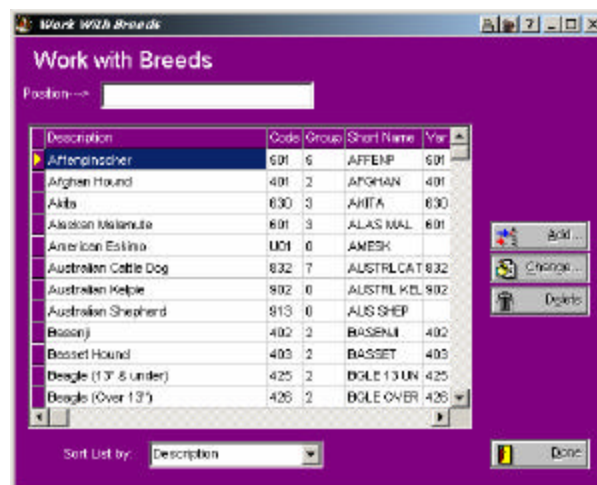 Work With Breeds
Work with Breeds
Position--->
Description Code Group Short Name Var
Affenpinscher 601 6 AFFENP 601
Afghan Hound 401 2 AFGHAN 401
Akita 630 3 AKITA 630
Alaskan Malamute 601 3 ALAS MAL 601
American Eskimo U01 0 AMESK
Australian Cattle Dog 832 7 AUSTRLCAT 832
Australian Kelpie 902 0 AUSTRL KEL 902
Australian Shepherd 913 0 AUS SHEP
Basenji 402 2 BASENJI 402
Basset Hound 403 2 BASSET 403
Beagle (13" & under) 425 2 BGLE 13 UN 425
Beagle (Over 13") 426 2 BGLE OVER 426
Add...
Change...
Delete
Sort List by: Description
Done